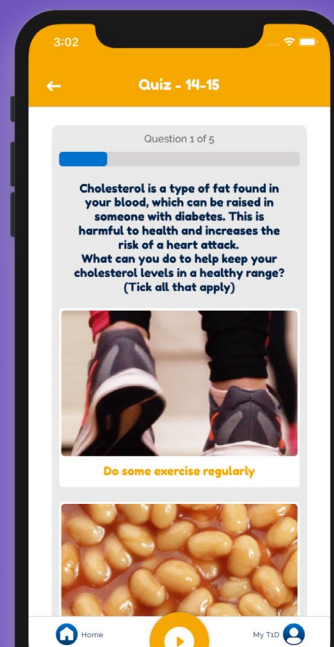 3:02
Quiz - 14-15
Question 1 of 5
Cholesterol is a type of fat found in
your blood, which can be raised in
someone with diabetes. This is
harmful to health and increases the
risk of a heart attack.
What can you do to help keep your
cholesterol levels in a healthy range?
(Tick all that apply)
Do some exercise regularly
Home
My T1D